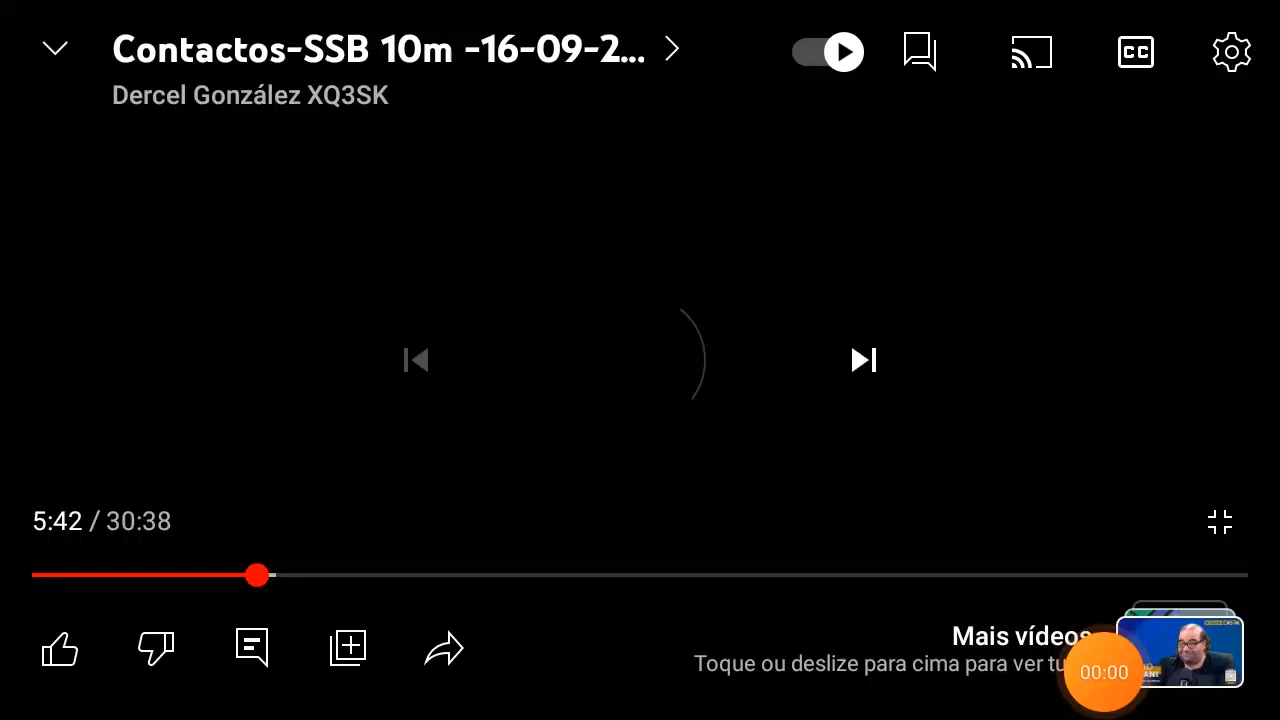 Contactos-SSB 10m -16-09-2...
Dercel González XQ3SK
CC
5:42 / 30:38
Mais vídeos
Toque ou deslize para cima para ver tu
00:00